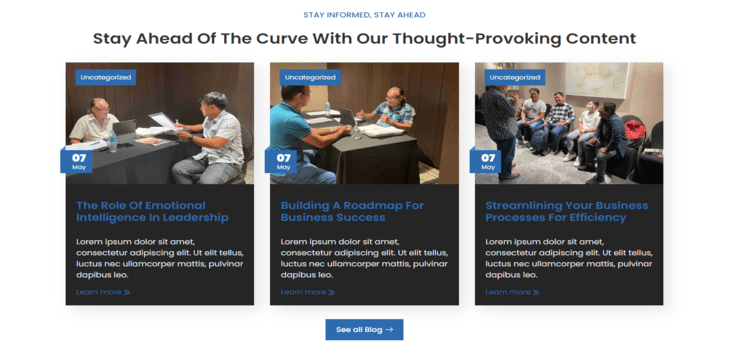 STAY INFORMED, STAY AHEAD
Stay Ahead Of The Curve With Our Thought-Provoking Content
Uncategorized
07
May
The Role Of Emotional
Intelligence In Leadership
Lorem ipsum dolor sit amet,
consectetur adipiscing elit. Ut elit tellus,
luctus nec ullamcorper mattis, pulvinar
dapibus leo.
Learn more
Uncategorized
07
May
Building A Roadmap For
Business Success
Lorem ipsum dolor sit amet,
consectetur adipiscing elit. Ut elit tellus,
luctus nec ullamcorper mattis, pulvinar
dapibus leo.
Learn more
Uncategorized
07
May
Streamlining Your Business
Processes For Efficiency
Lorem ipsum dolor sit amet,
consectetur adipiscing elit. Ut elit tellus,
luctus nec ullamcorper mattis, pulvinar
dapibus leo.
Learn more
See all Blog